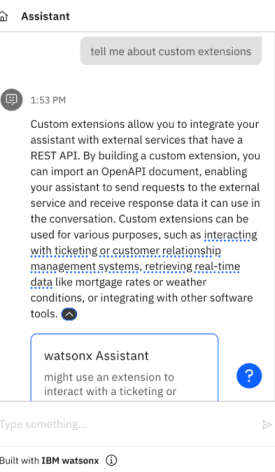 Assistant
tell me about custom extensions
1:53 PM
Custom extensions allow you to integrate your
assistant with external services that have a
REST API. By building a custom extension, you
can import an OpenAPI document, enabling
your assistant to send requests to the external
service and receive response data it can use in
the conversation. Custom extensions can be
used for various purposes, such as interacting
with ticketing or customer relationship
management systems, retrieving real-time
data like mortgage rates or weather
conditions, or integrating with other software
tools.
watsonx Assistant
might use an extension to
interact with a ticketing or
?
Type something...
Built with IBM watsonx